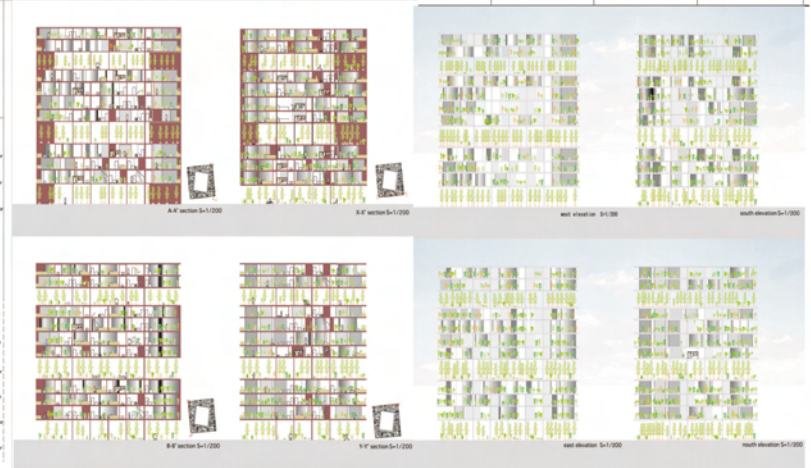 A-A' section S=1/200
X-X' section S=1/200
west elevation S=1/200
south elevation S=1/200
B-B' section S=1/200
Y-Y' section S=1/200
east elevation S=1/200
south elevation S=1/200